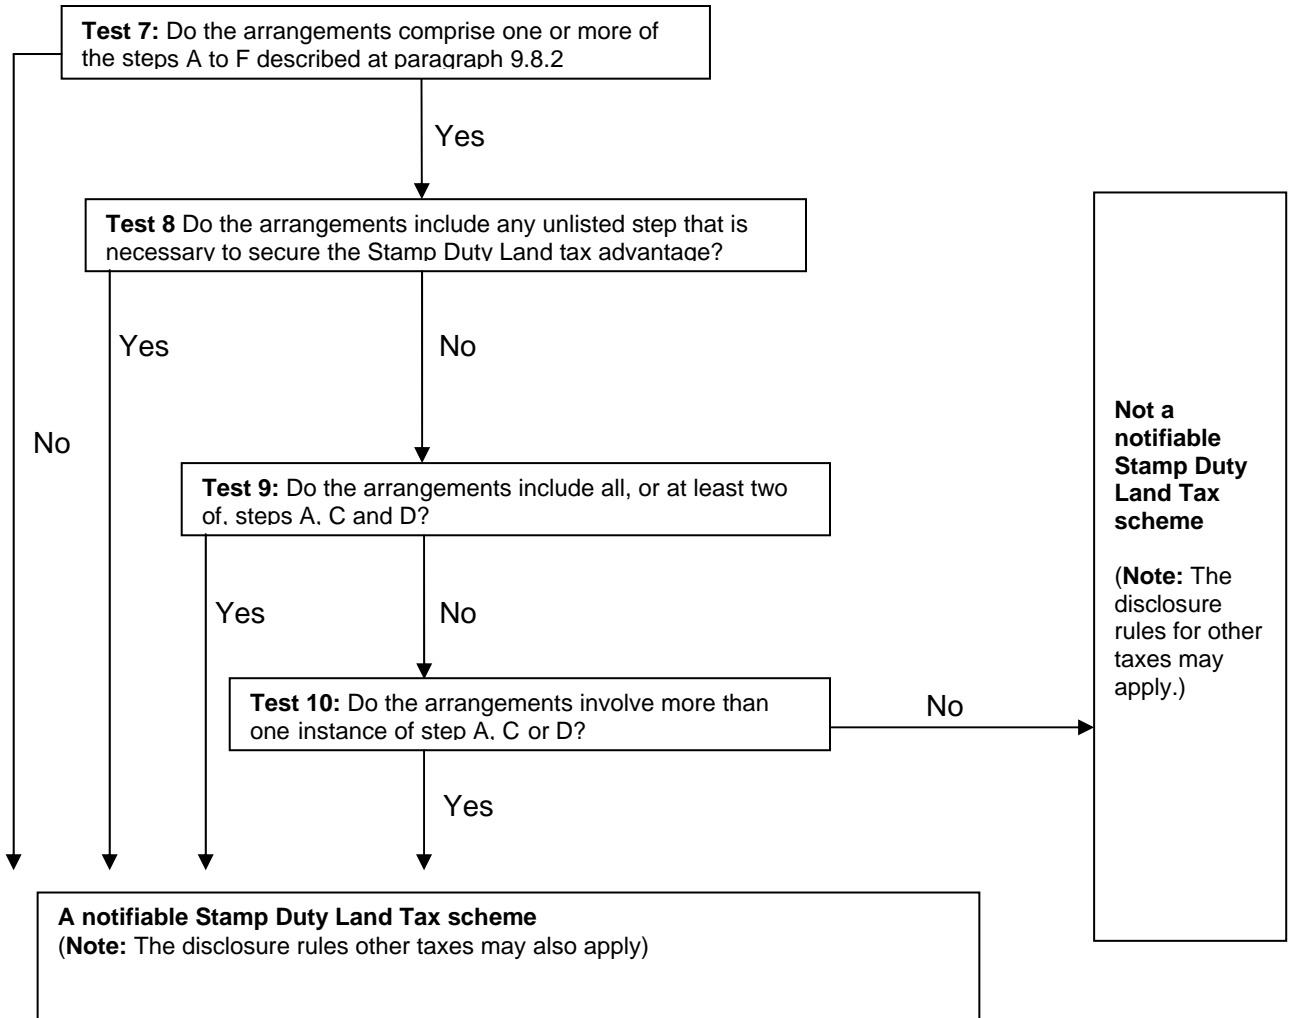 Test 7: Do the arrangements comprise one or more of
the steps A to F described at paragraph 9.8.2
Yes
Test 8 Do the arrangements include any unlisted step that is
necessary to secure the Stamp Duty Land tax advantage?
Yes
No
No
Test 9: Do the arrangements include all, or at least two
of, steps A, C and D?
Yes
No
Test 10: Do the arrangements involve more than
one instance of step A, C or D?
No
Yes
Not a
notifiable
Stamp Duty
Land Tax
scheme
(Note: The
disclosure
rules for other
taxes may
apply.)
A notifiable Stamp Duty Land Tax scheme
(Note: The disclosure rules other taxes may also apply)